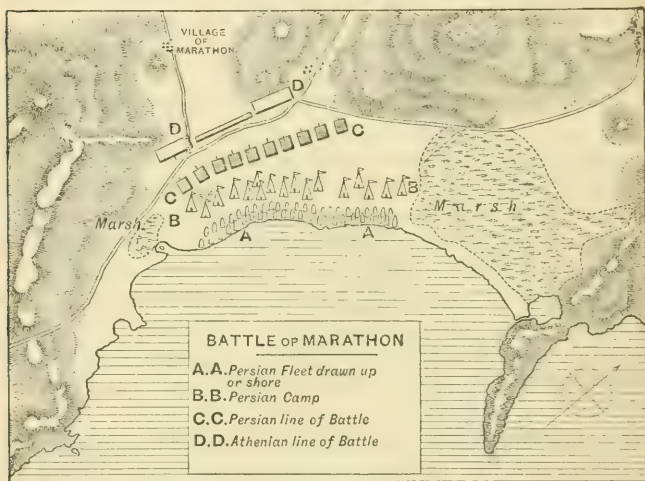 VILLAGE
OF
MARATHON
D
D
C
C
B
B
Marsh
Marsh
A
A
BATTLE OF MARATHON
A.A. Persian Fleet drawn up
or shore
B.B. Persian Camp
C.C. Persian line of Battle
D.D. Athenian line of Battle